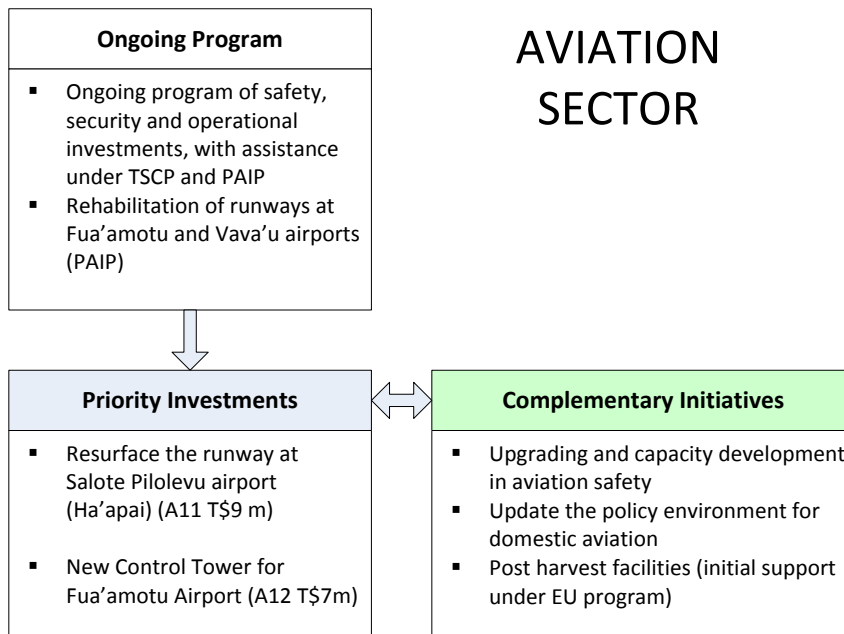 Ongoing Program
AVIATION
SECTOR
▪ Ongoing program of safety,
security and operational
investments, with assistance
under TSCP and PAIP
▪ Rehabilitation of runways at
Fua'amotu and Vava'u airports
(PAIP)
Priority Investments
▪ Resurface the runway at
Salote Pilolevu airport
(Ha'apai) (A11 T$9 m)
▪ New Control Tower for
Fua'amotu Airport (A12 T$7m)
Complementary Initiatives
▪ Upgrading and capacity development
in aviation safety
▪ Update the policy environment for
domestic aviation
▪ Post harvest facilities (initial support
under EU program)